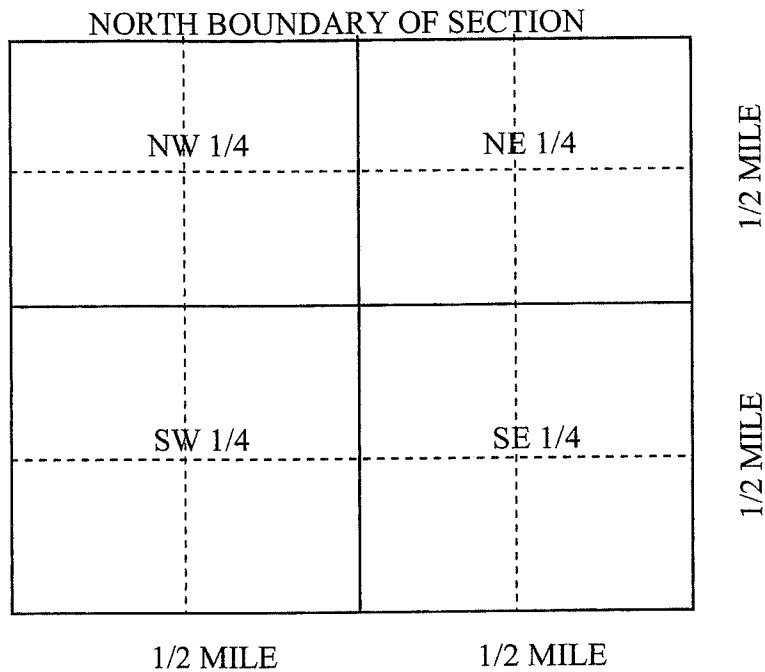 NORTH BOUNDARY OF SECTION
NW 1/4
NE 1/4
1/2 MILE
SW 1/4
SE 1/4
1/2 MILE
1/2 MILE
1/2 MILE